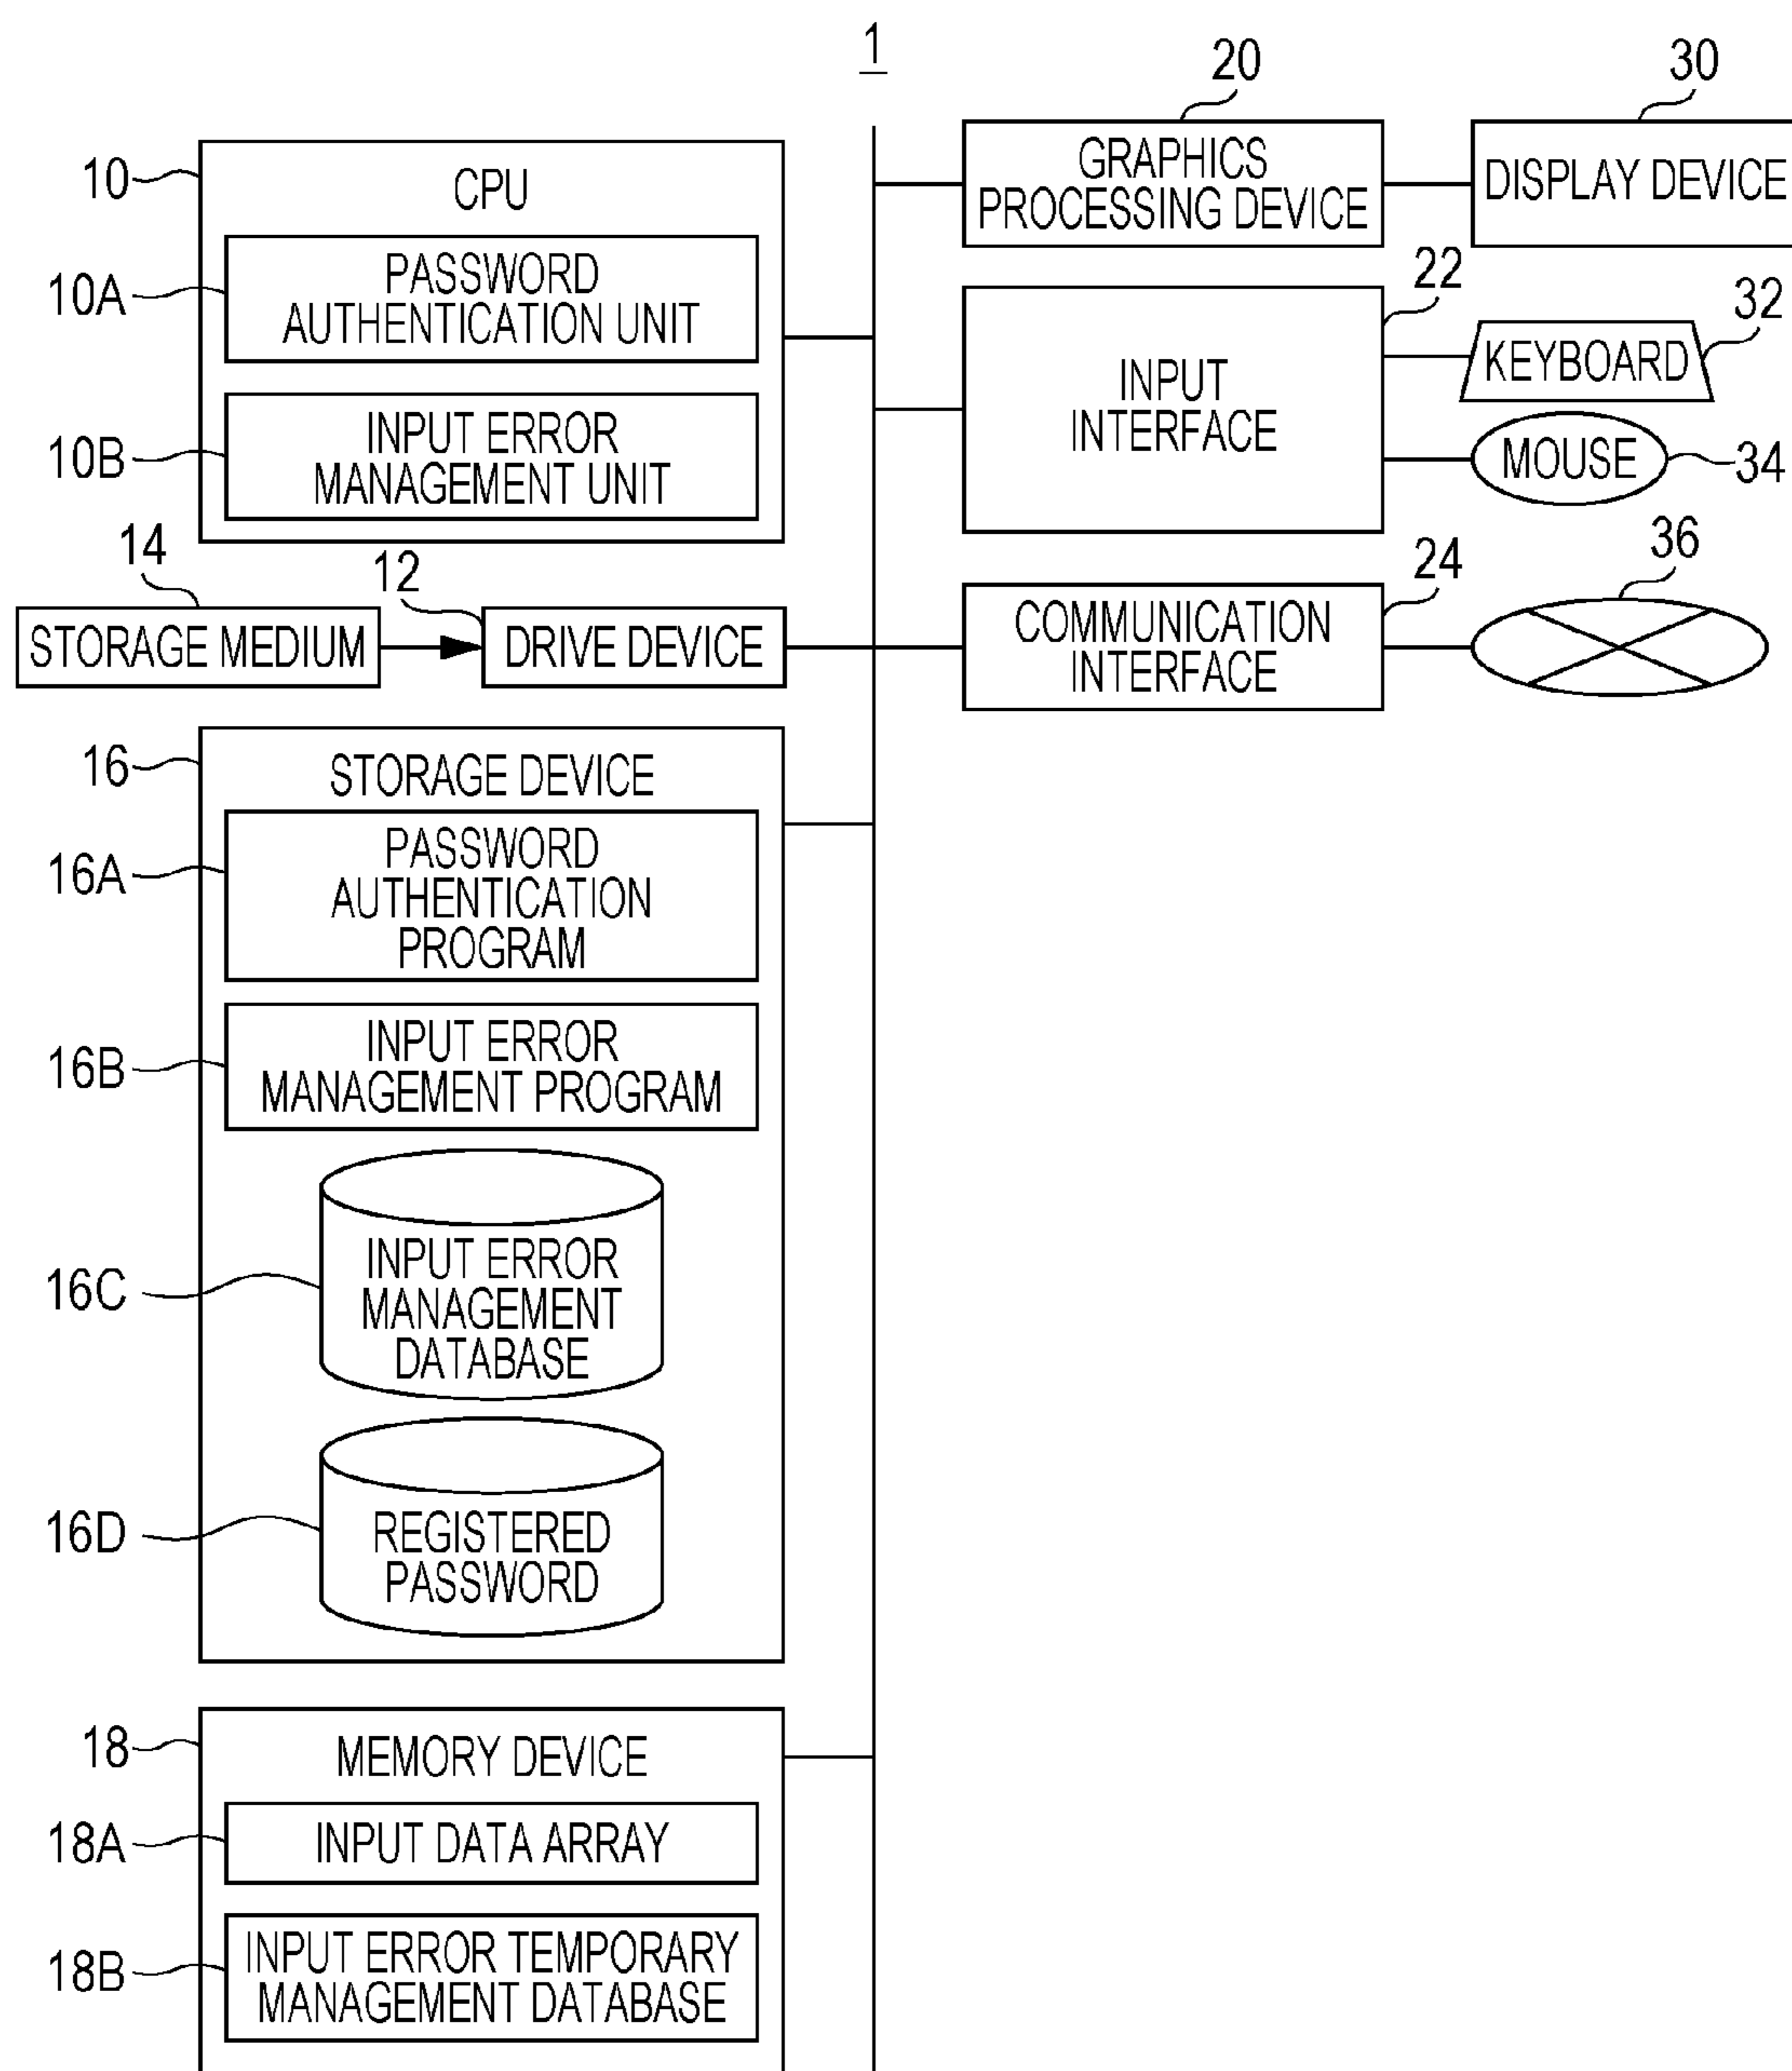 1
10
CPU
10A
PASSWORD
AUTHENTICATION UNIT
10B
INPUT ERROR
MANAGEMENT UNIT
14
STORAGE MEDIUM
12
DRIVE DEVICE
16
STORAGE DEVICE
16A
PASSWORD
AUTHENTICATION
PROGRAM
16B
INPUT ERROR
MANAGEMENT PROGRAM
16C
INPUT ERROR
MANAGEMENT
DATABASE
16D
REGISTERED
PASSWORD
18
MEMORY DEVICE
18A
INPUT DATA ARRAY
18B
INPUT ERROR TEMPORARY
MANAGEMENT DATABASE
20
GRAPHICS
PROCESSING DEVICE
30
DISPLAY DEVICE
22
INPUT
INTERFACE
32
KEYBOARD
MOUSE
34
24
COMMUNICATION
INTERFACE
36